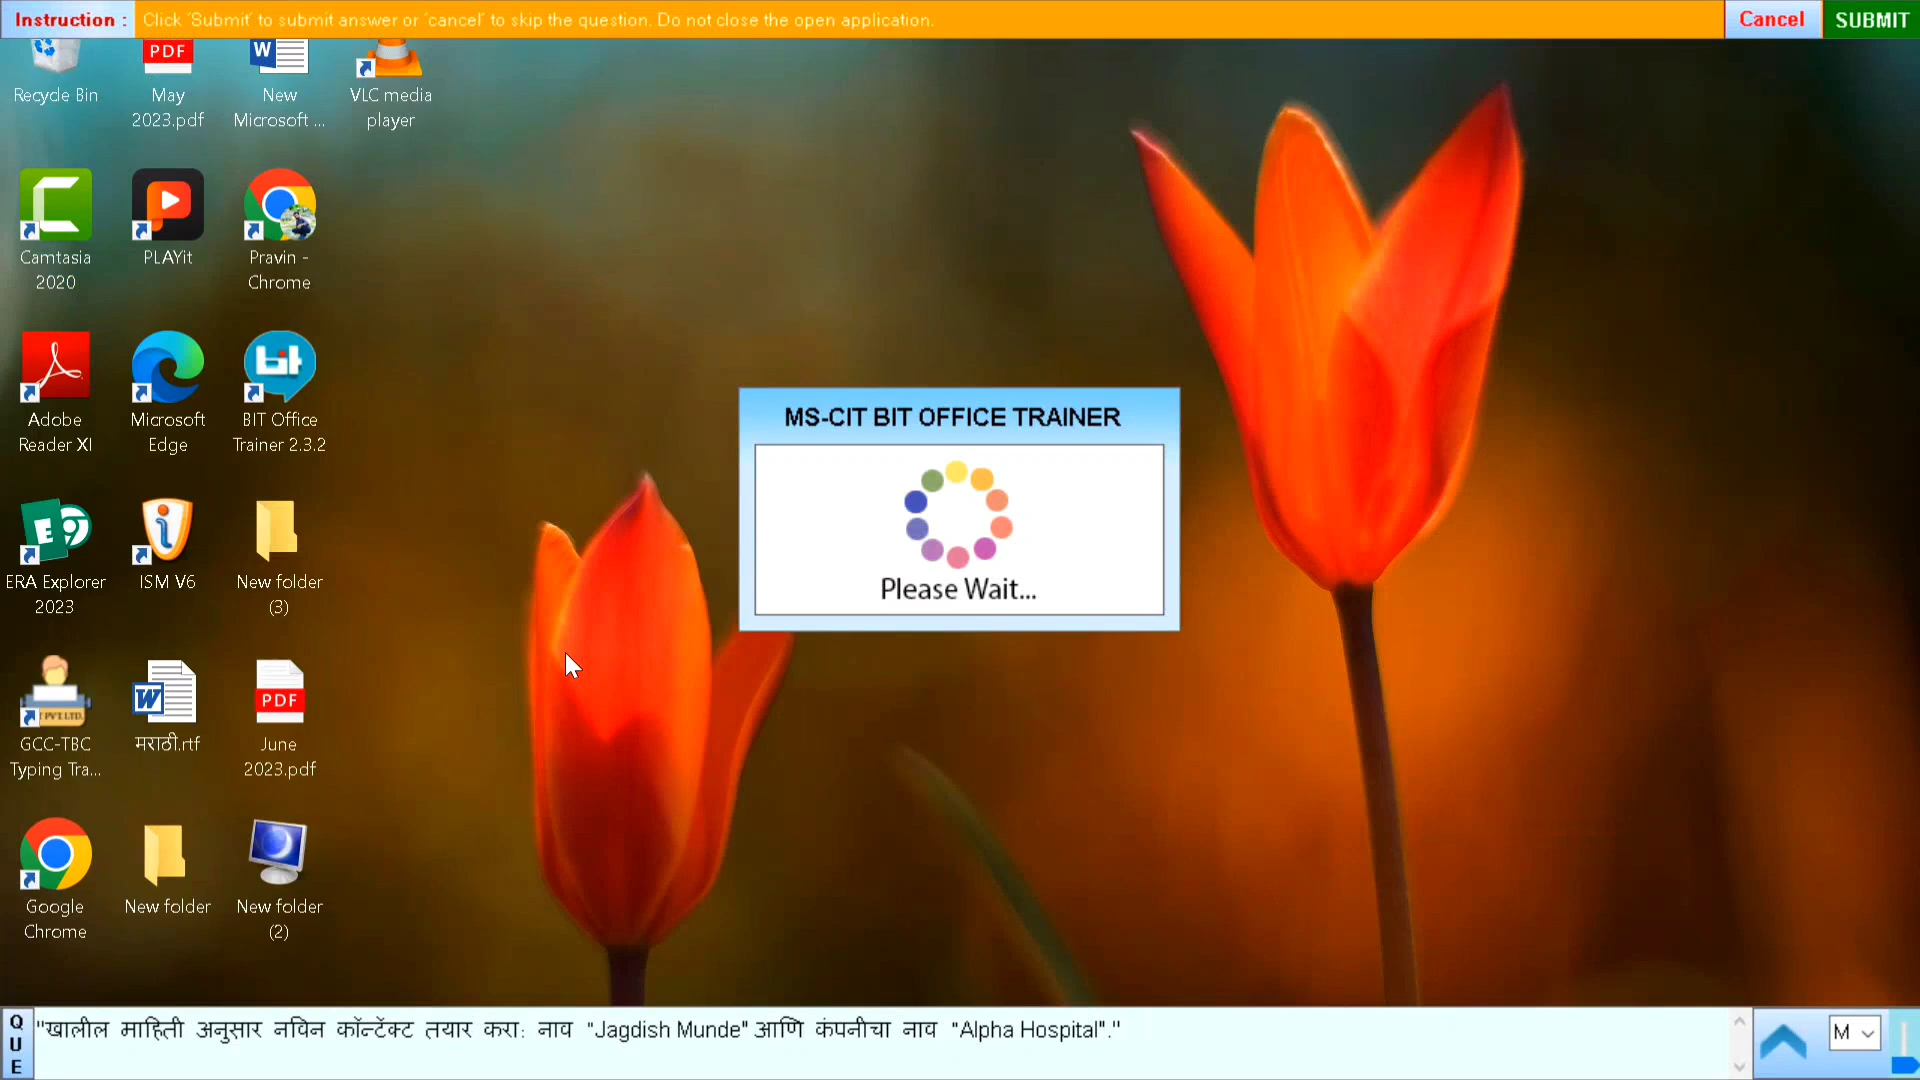 Instruction :
Click 'Submit' to submit answer or 'cancel' to skip the question. Do not close the open application.
Cancel
SUBMIT
PDF
W
Recycle Bin
May
2023.pdf
New
Microsoft ...
VLC media
player
Camtasia
2020
PLAYit
Pravin -
Chrome
bit
Adobe
Reader XI
Microsoft
Edge
BIT Office
Trainer 2.3.2
MS-CIT BIT OFFICE TRAINER
Please Wait...
E
i
ERA Explorer
2023
ISM V6
New folder
(3)
T PVT.LTD.
W
PDF
GCC-TBC
Typing Tra...
मराठी.rtf
June
2023.pdf
Google
Chrome
New folder
New folder
(2)
QUE
"खालील माहिती अनुसार नविन कॉन्टॅक्ट तयार करा: नाव "Jagdish Munde" आणि कंपनीचा नाव "Alpha Hospital"."
M